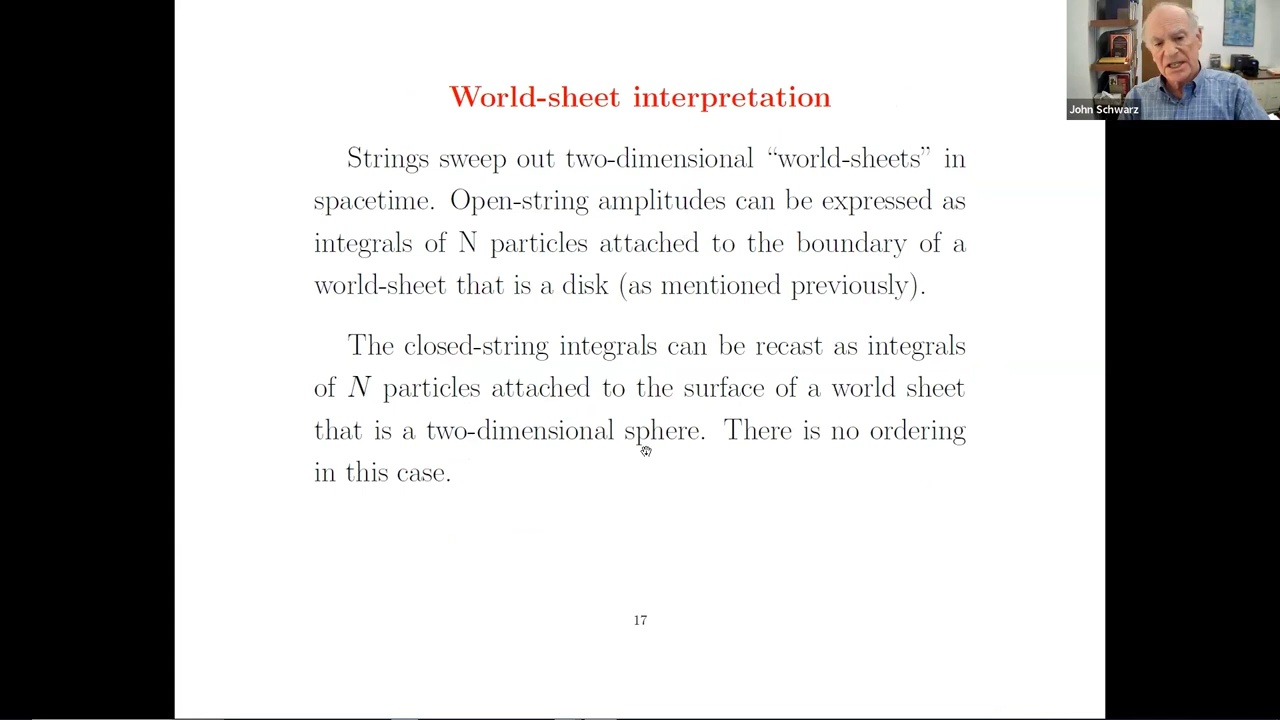 World-sheet interpretation
John Schwarz
Strings sweep out two-dimensional “world-sheets” in
spacetime. Open-string amplitudes can be expressed as
integrals of N particles attached to the boundary of a
world-sheet that is a disk (as mentioned previously).
The closed-string integrals can be recast as integrals
of N particles attached to the surface of a world sheet
that is a two-dimensional sphere. There is no ordering
in this case.
17